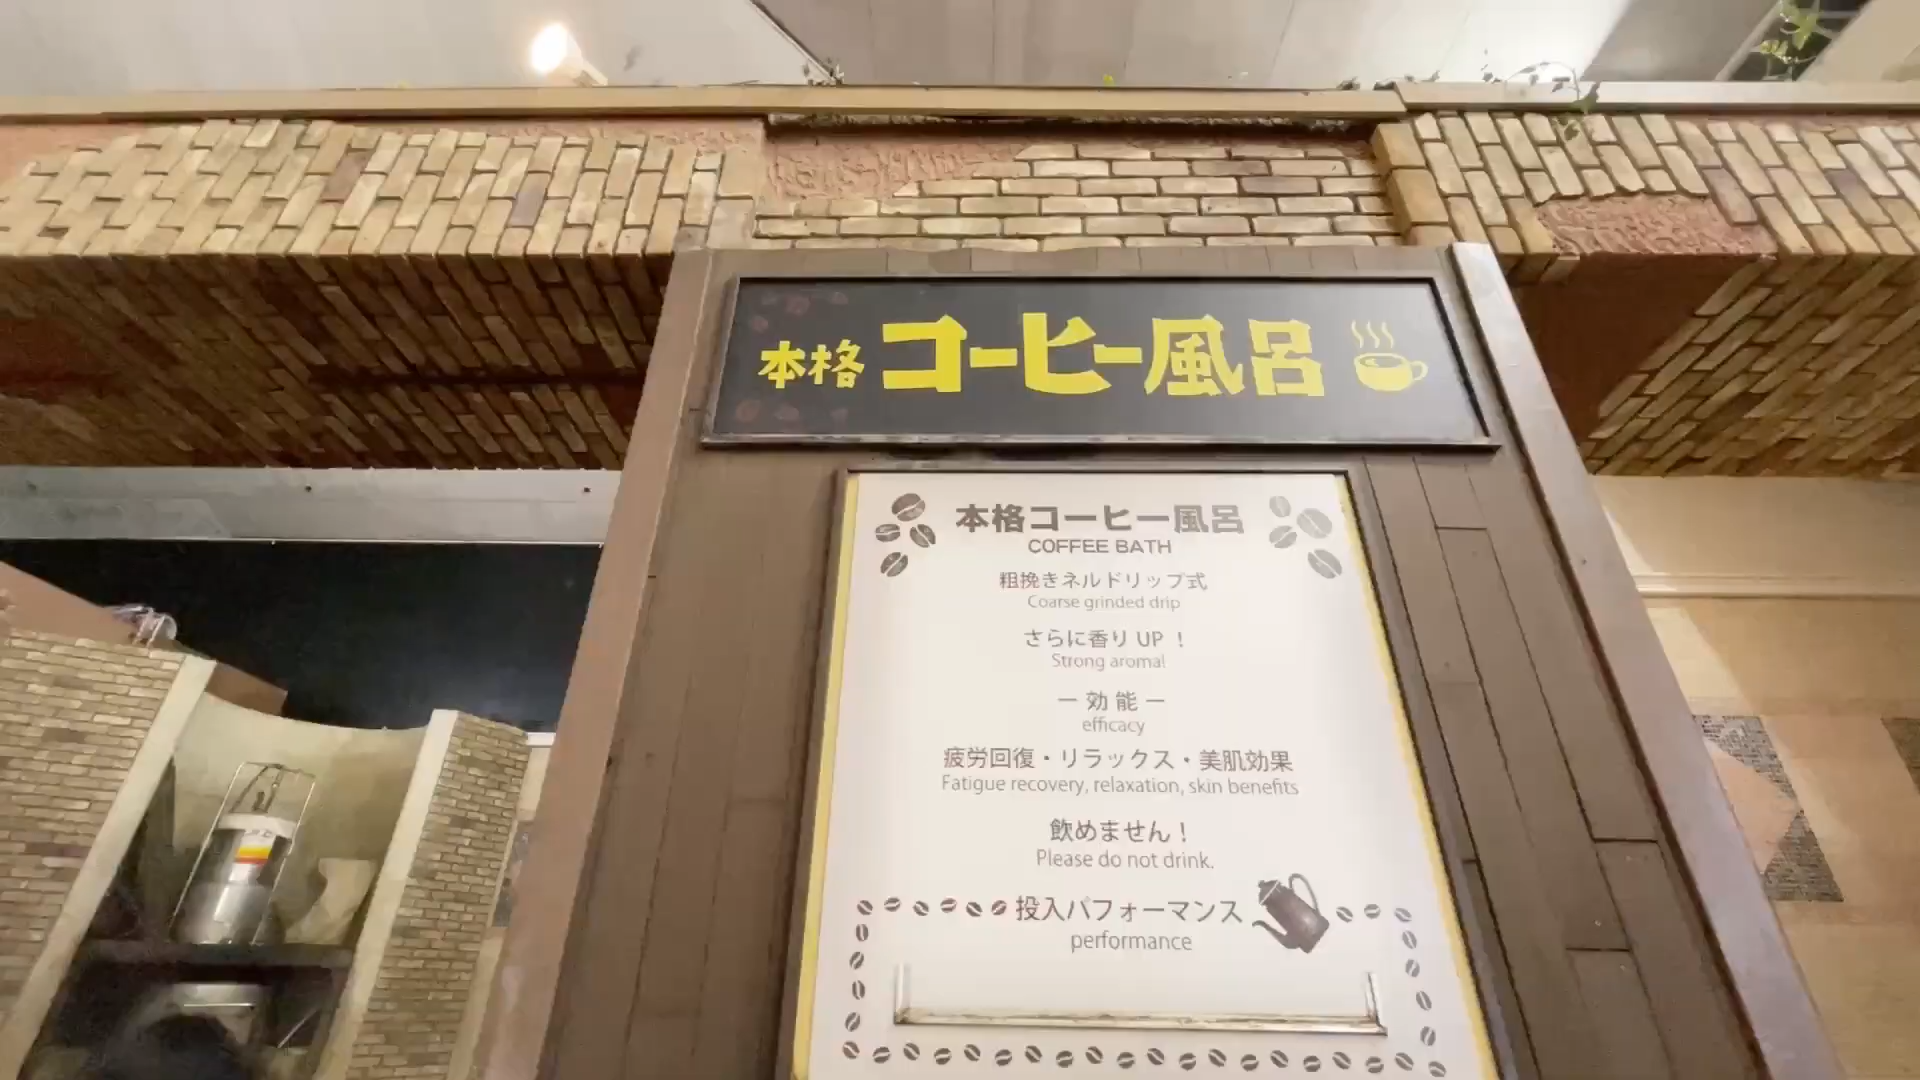 本格 コーヒー風呂
本格コーヒー風呂
COFFEE BATH
粗挽きネルドリップ式
Coarse grinded drip
さらに香り UP !
Strong aroma!
ー 効 能 ー
efficacy
疲労回復・リラックス・美肌効果
Fatigue recovery, relaxation, skin benefits
飲めません!
Please do not drink.
投入パフォーマンス
performance